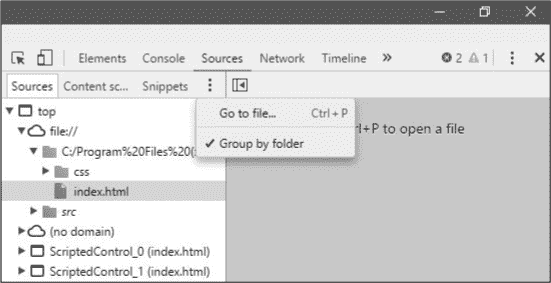 Elements Console Sources Network Timeline » 2 1
Sources Content sc... Snippets
top
Go to file... Ctrl+P
file://
Ctrl+P to open a file
C:/Program%20Files%20(
Group by folder
css
index.html
src
(no domain)
ScriptedControl_0 (index.html)
ScriptedControl_1 (index.html)